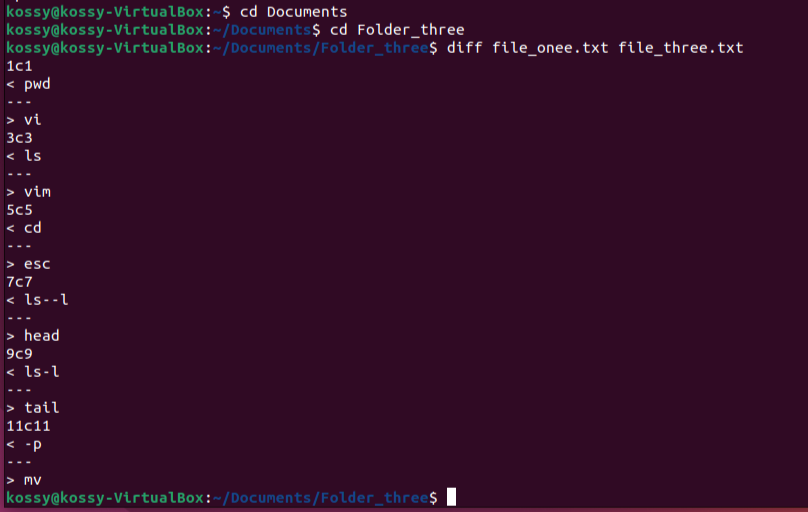 kossy@kossy-VirtualBox:~$ cd Documents
kossy@kossy-VirtualBox:~/Documents$ cd Folder_three
kossy@kossy-VirtualBox:~/Documents/Folder_three$ diff file_onee.txt file_three.txt
1c1
< pwd
---
> vi
3c3
< ls
---
> vim
5c5
< cd
---
> esc
7c7
< ls--l
---
> head
9c9
< ls-l
---
> tail
11c11
< -p
---
> mv
kossy@kossy-VirtualBox:~/Documents/Folder_three$